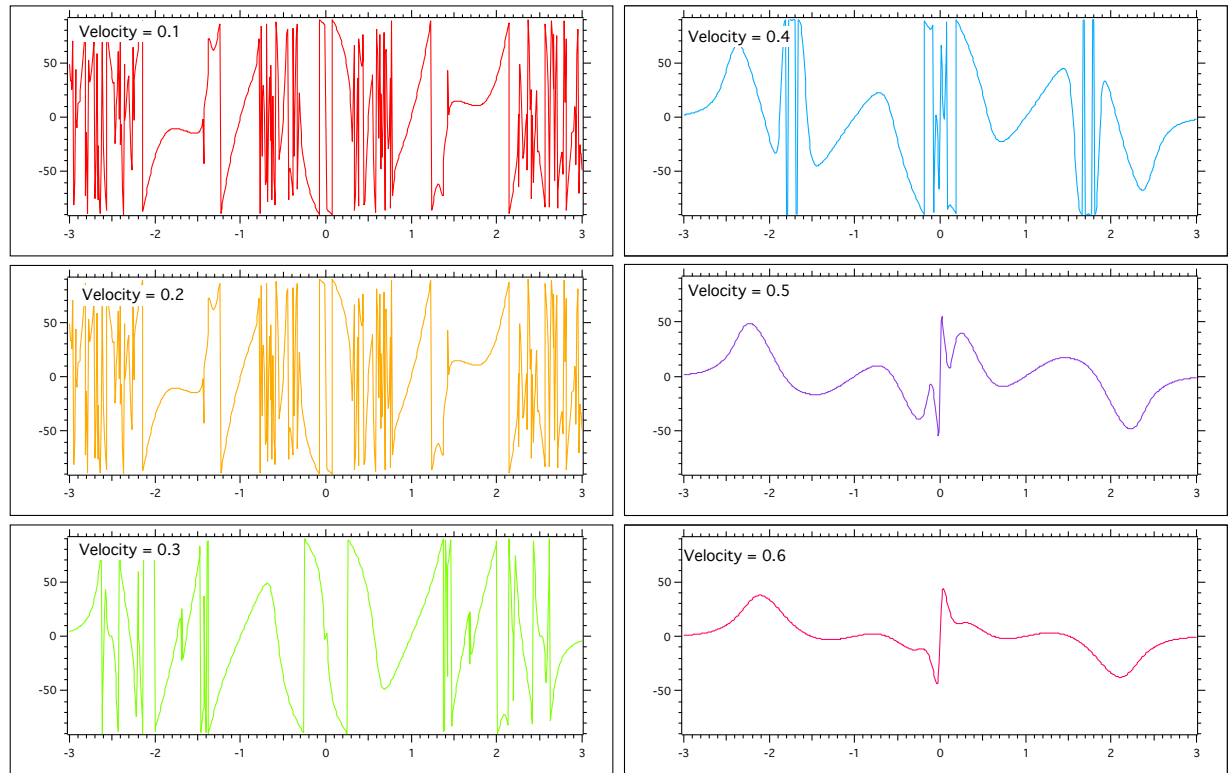 Velocity = 0.1
50
0
-50
-3 -2 -1 0 1 2 3
Velocity = 0.4
50
0
-50
-3 -2 -1 0 1 2 3
Velocity = 0.2
50
0
-50
-3 -2 -1 0 1 2 3
Velocity = 0.5
50
0
-50
-3 -2 -1 0 1 2 3
Velocity = 0.3
50
0
-50
-3 -2 -1 0 1 2 3
Velocity = 0.6
50
0
-50
-3 -2 -1 0 1 2 3